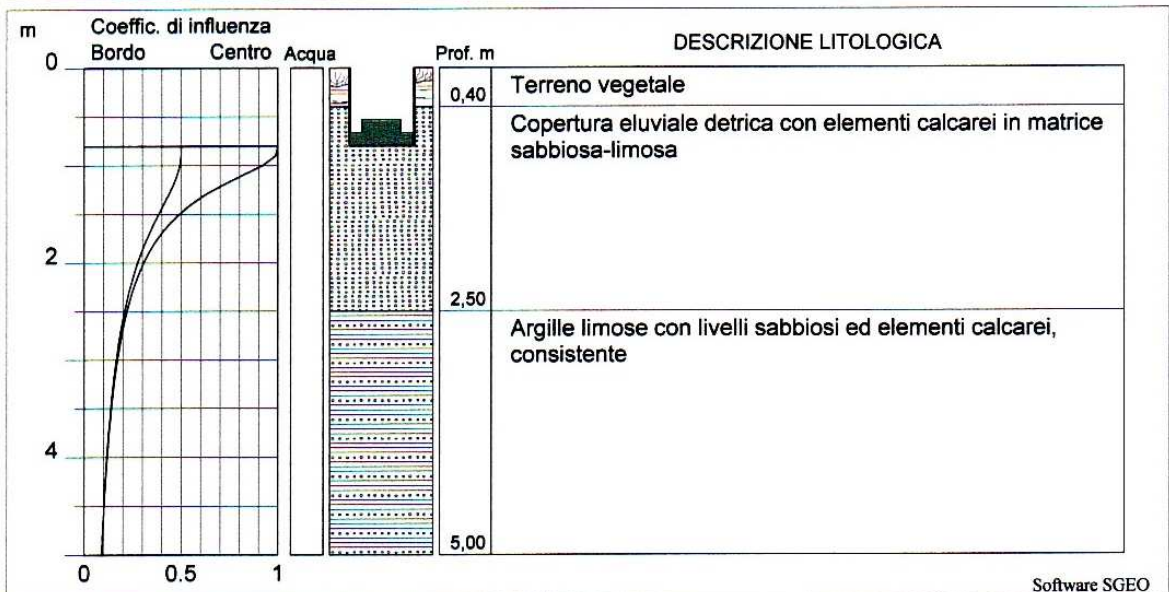 m
Coeffic. di influenza
Bordo Centro Acqua Prof. m DESCRIZIONE LITOLOGICA
0
0,40 Terreno vegetale
Copertura eluviale detrica con elementi calcarei in matrice
sabbiosa-limosa
2
2,50
Argille limose con livelli sabbiosi ed elementi calcarei,
consistente
4
5,00
0 0.5 1
Software SGEO